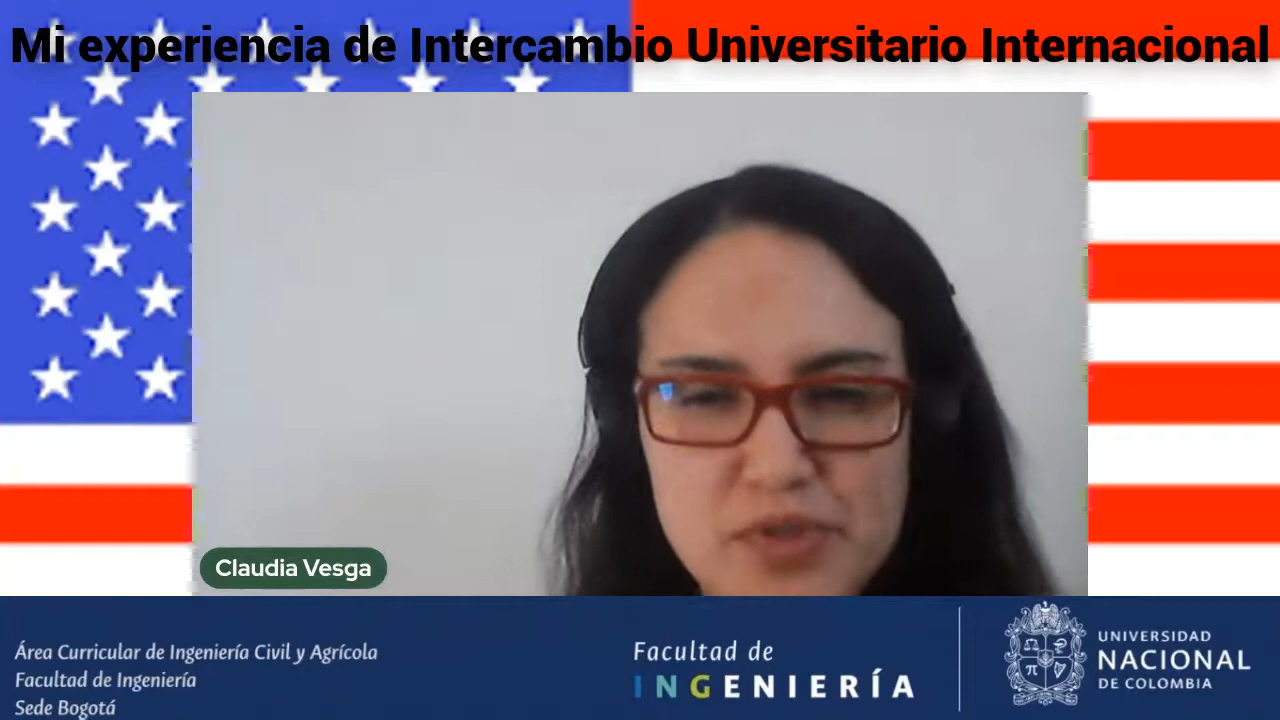 Mi experiencia de Intercambio Universitario Internacional
Claudia Vesga
Área Curricular de Ingeniería Civil y Agrícola
Facultad de Ingeniería
Sede Bogotá
Facultad de
INGENIERÍA
UNIVERSIDAD
NACIONAL
DE COLOMBIA